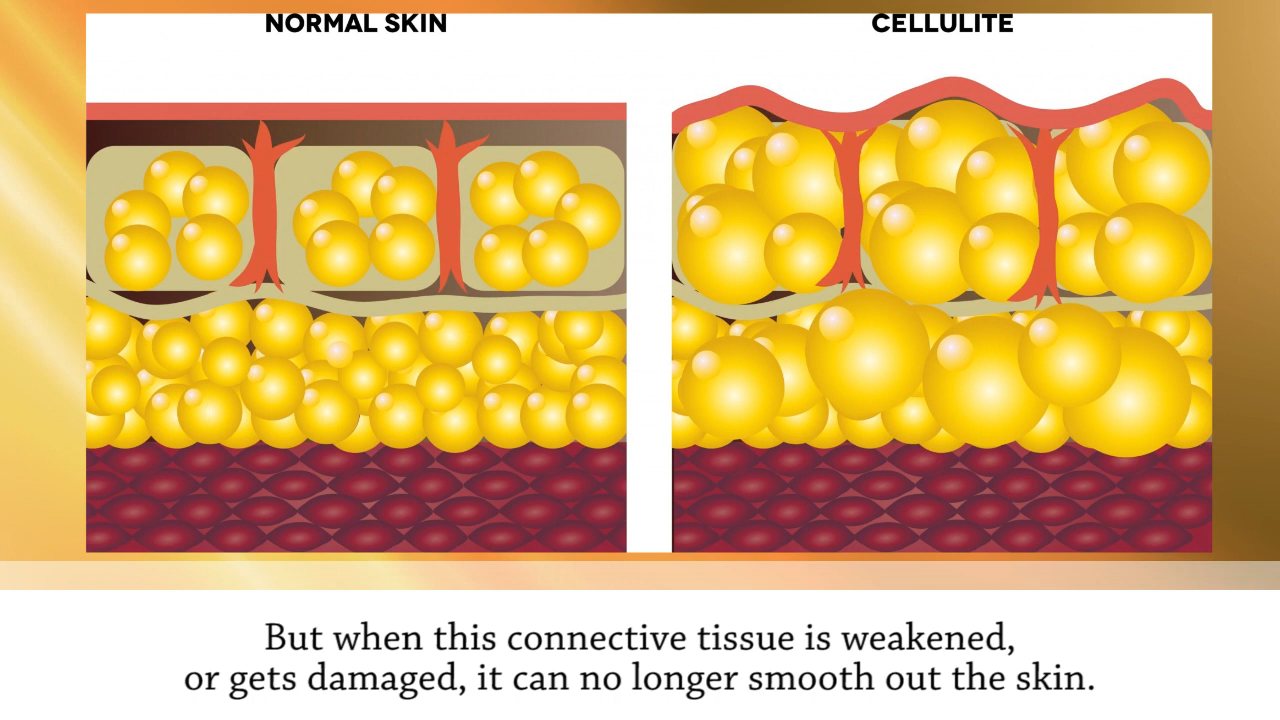 NORMAL SKIN
CELLULITE
But when this connective tissue is weakened,
or gets damaged, it can no longer smooth out the skin.